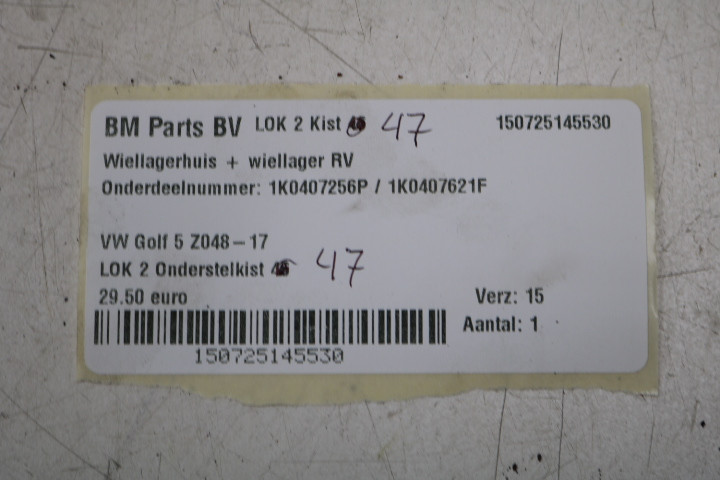 BM Parts BV LOK 2 Kist 47 150725145530
Wiellagerhuis + wiellager RV
Onderdeelnummer: 1K0407256P / 1K0407621F
VW Golf 5 Z048-17
LOK 2 Onderstelkist 47
29.50 euro Verz: 15
Aantal: 1
150725145530